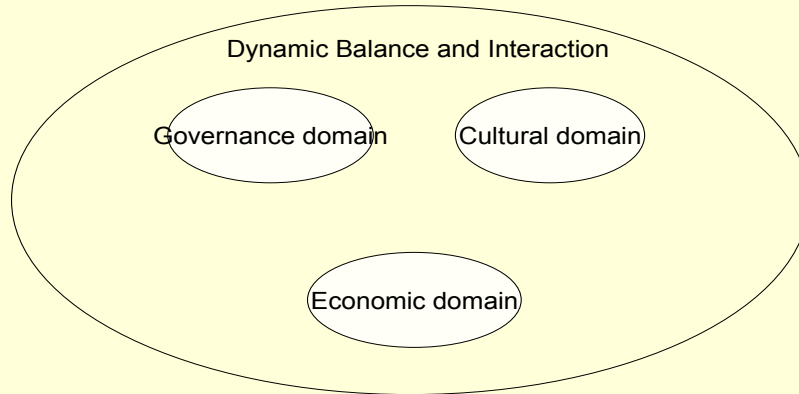 Dynamic Balance and Interaction
Governance domain
Cultural domain
Economic domain